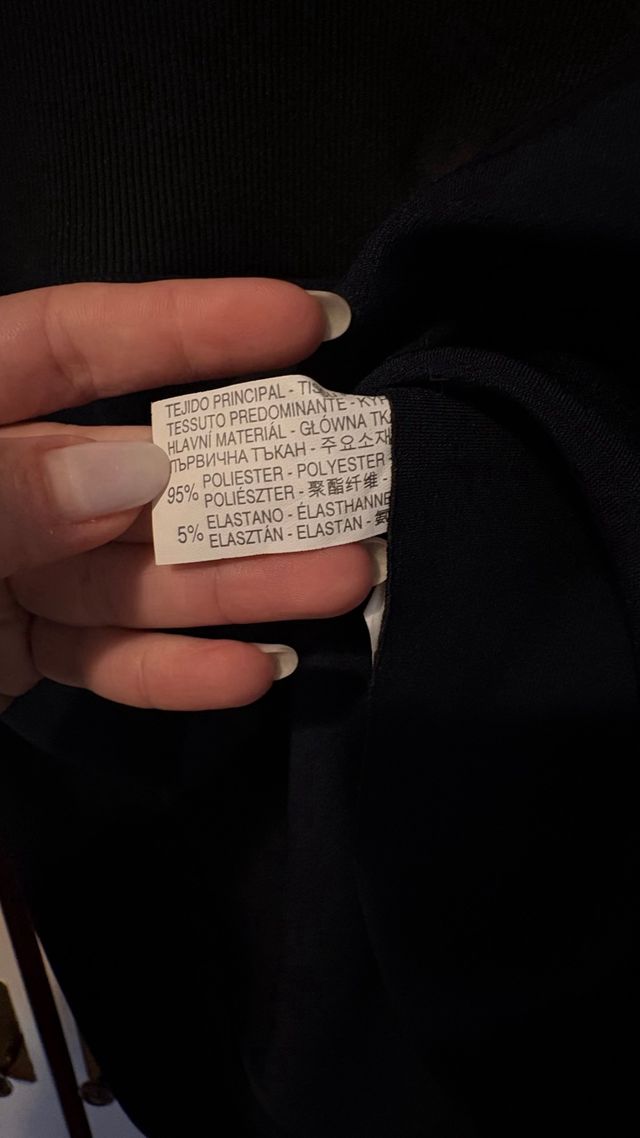 TEJIDO PRINCIPAL -
TESSUTO PREDOMINANTE -
HLAVNÍ MATERIÁL - GŁÓWNA
ПЪРВИЧНА ТЪКАН - 주요소재
95% POLIESTER - POLYESTER -
POLIÉSZTER - 聚酯纤维 -
5% ELASTANO - ÉLASTHANNE
ELASZTÁN - ELASTAN -